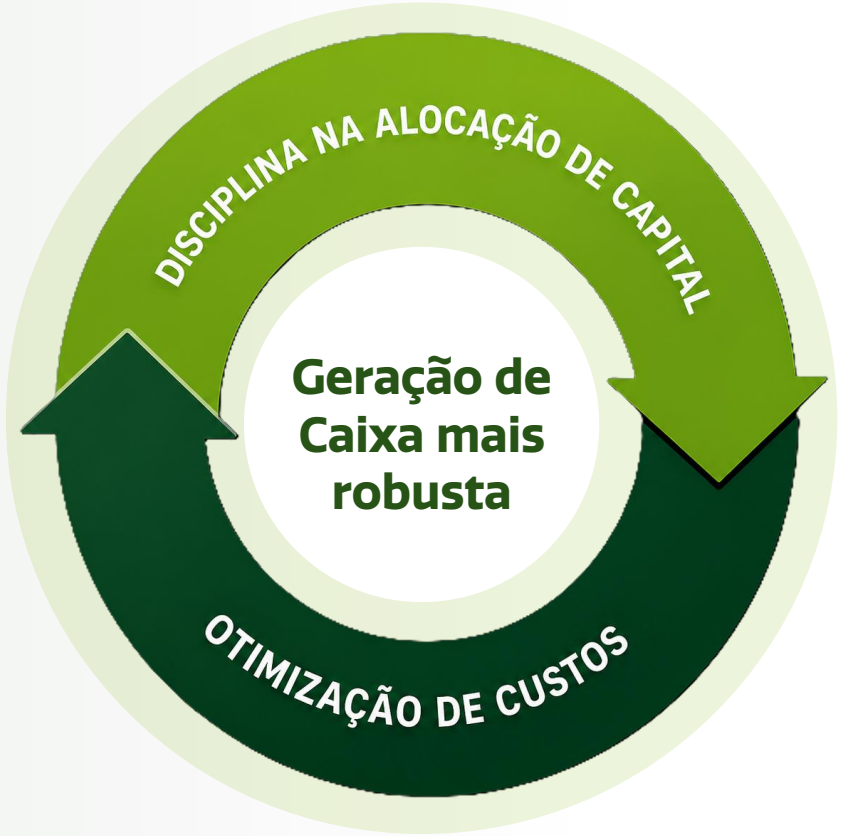 DISCIPLINA NA ALOCAÇÃO DE CAPITAL
Geração de
Caixa mais
robusta
OTIMIZAÇÃO DE CUSTOS